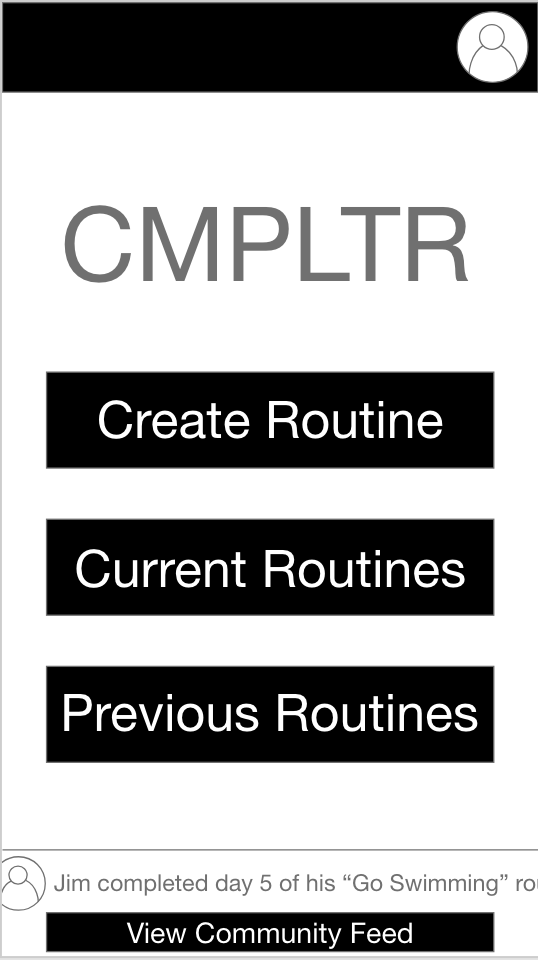 CMPLTR
Create Routine
Current Routines
Previous Routines
Jim completed day 5 of his “Go Swimming”
View Community Feed